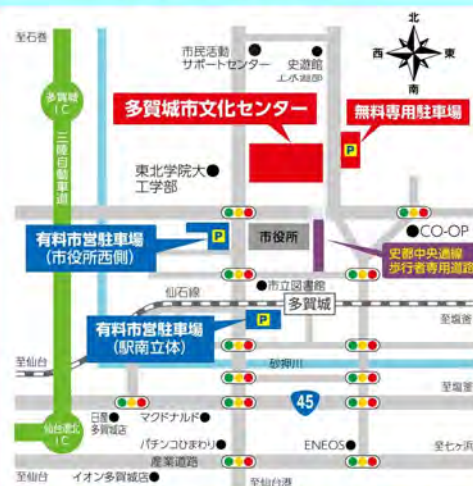 北
西
東
南
至石巻
市民活動
サポートセンター
史遊館
多賀城
IC
三陸自動車道
多賀城市文化センター
無料専用駐車場
P
東北学院大
工学部
CO-OP
有料市営駐車場
(市役所西側)
P
市役所
史都中央通線
歩行者専用道路
市立図書館
仙石線
多賀城
有料市営駐車場
(駅南立体)
P
至塩釜
至仙台
砂押川
至塩釜
45
仙台港北
IC
日産
多賀城店
マクドナルド
パチンコひまわり
ENEOS
至七ヶ浜
産業道路
至仙台
イオン多賀城店
至仙台港